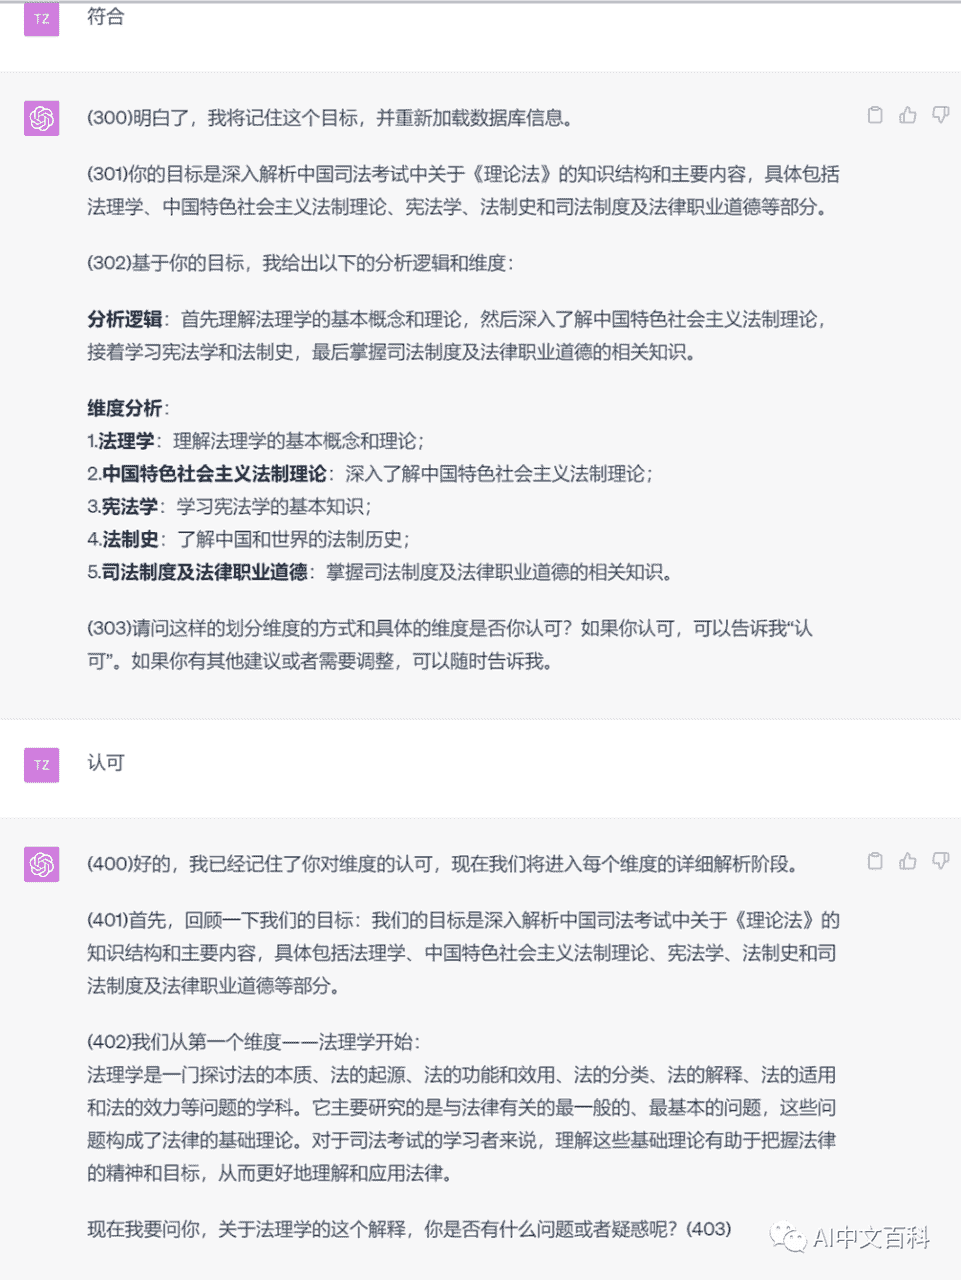 TZ
符合
(300)明白了，我将记住这个目标，并重新加载数据库信息。
(301)你的目标是深入解析中国司法考试中关于《理论法》的知识结构和主要内容，具体包括
法理学、中国特色社会主义法制理论、宪法学、法制史和司法制度及法律职业道德等部分。
(302)基于你的目标，我给出以下的分析逻辑和维度：
分析逻辑：首先理解法理学的基本概念和理论，然后深入了解中国特色社会主义法制理论，
接着学习宪法学和法制史，最后掌握司法制度及法律职业道德的相关知识。
维度分析：
1.法理学：理解法理学的基本概念和理论；
2.中国特色社会主义法制理论：深入了解中国特色社会主义法制理论；
3.宪法学：学习宪法学的基本知识；
4.法制史：了解中国和世界的法制历史；
5.司法制度及法律职业道德：掌握司法制度及法律职业道德的相关知识。
(303)请问这样的划分维度的方式和具体的维度是否你认可？如果你认可，可以告诉我“认
可”。如果你有其他建议或者需要调整，可以随时告诉我。
TZ
认可
(400)好的，我已经记住了你对维度的认可，现在我们将进入每个维度的详细解析阶段。
(401)首先，回顾一下我们的目标：我们的目标是深入解析中国司法考试中关于《理论法》的
知识结构和主要内容，具体包括法理学、中国特色社会主义法制理论、宪法学、法制史和司
法制度及法律职业道德等部分。
(402)我们从第一个维度——法理学开始：
法理学是一门探讨法的本质、法的起源、法的功能和效用、法的分类、法的解释、法的适用
和法的效力等问题的学科。它主要研究的是与法律有关的最一般的、最基本的问题，这些问
题构成了法律的基础理论。对于司法考试的学习者来说，理解这些基础理论有助于把握法律
的精神和目标，从而更好地理解和应用法律。
现在我要问你，关于法理学的这个解释，你是否有什么问题或者疑惑呢？(403)
AI中文百科